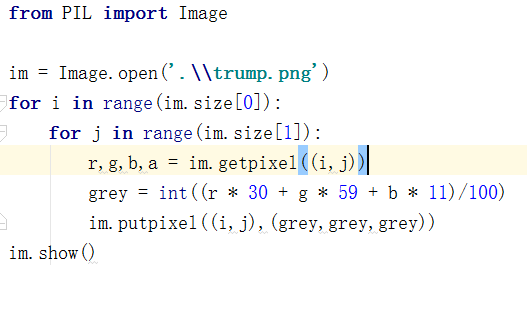 from PIL import Image
im = Image.open('.\\trump.png')
for i in range(im.size[0]):
for j in range(im.size[1]):
r,g,b,a = im.getpixel((i,j))
grey = int((r * 30 + g * 59 + b * 11)/100)
im.putpixel((i,j),(grey,grey,grey))
im.show()